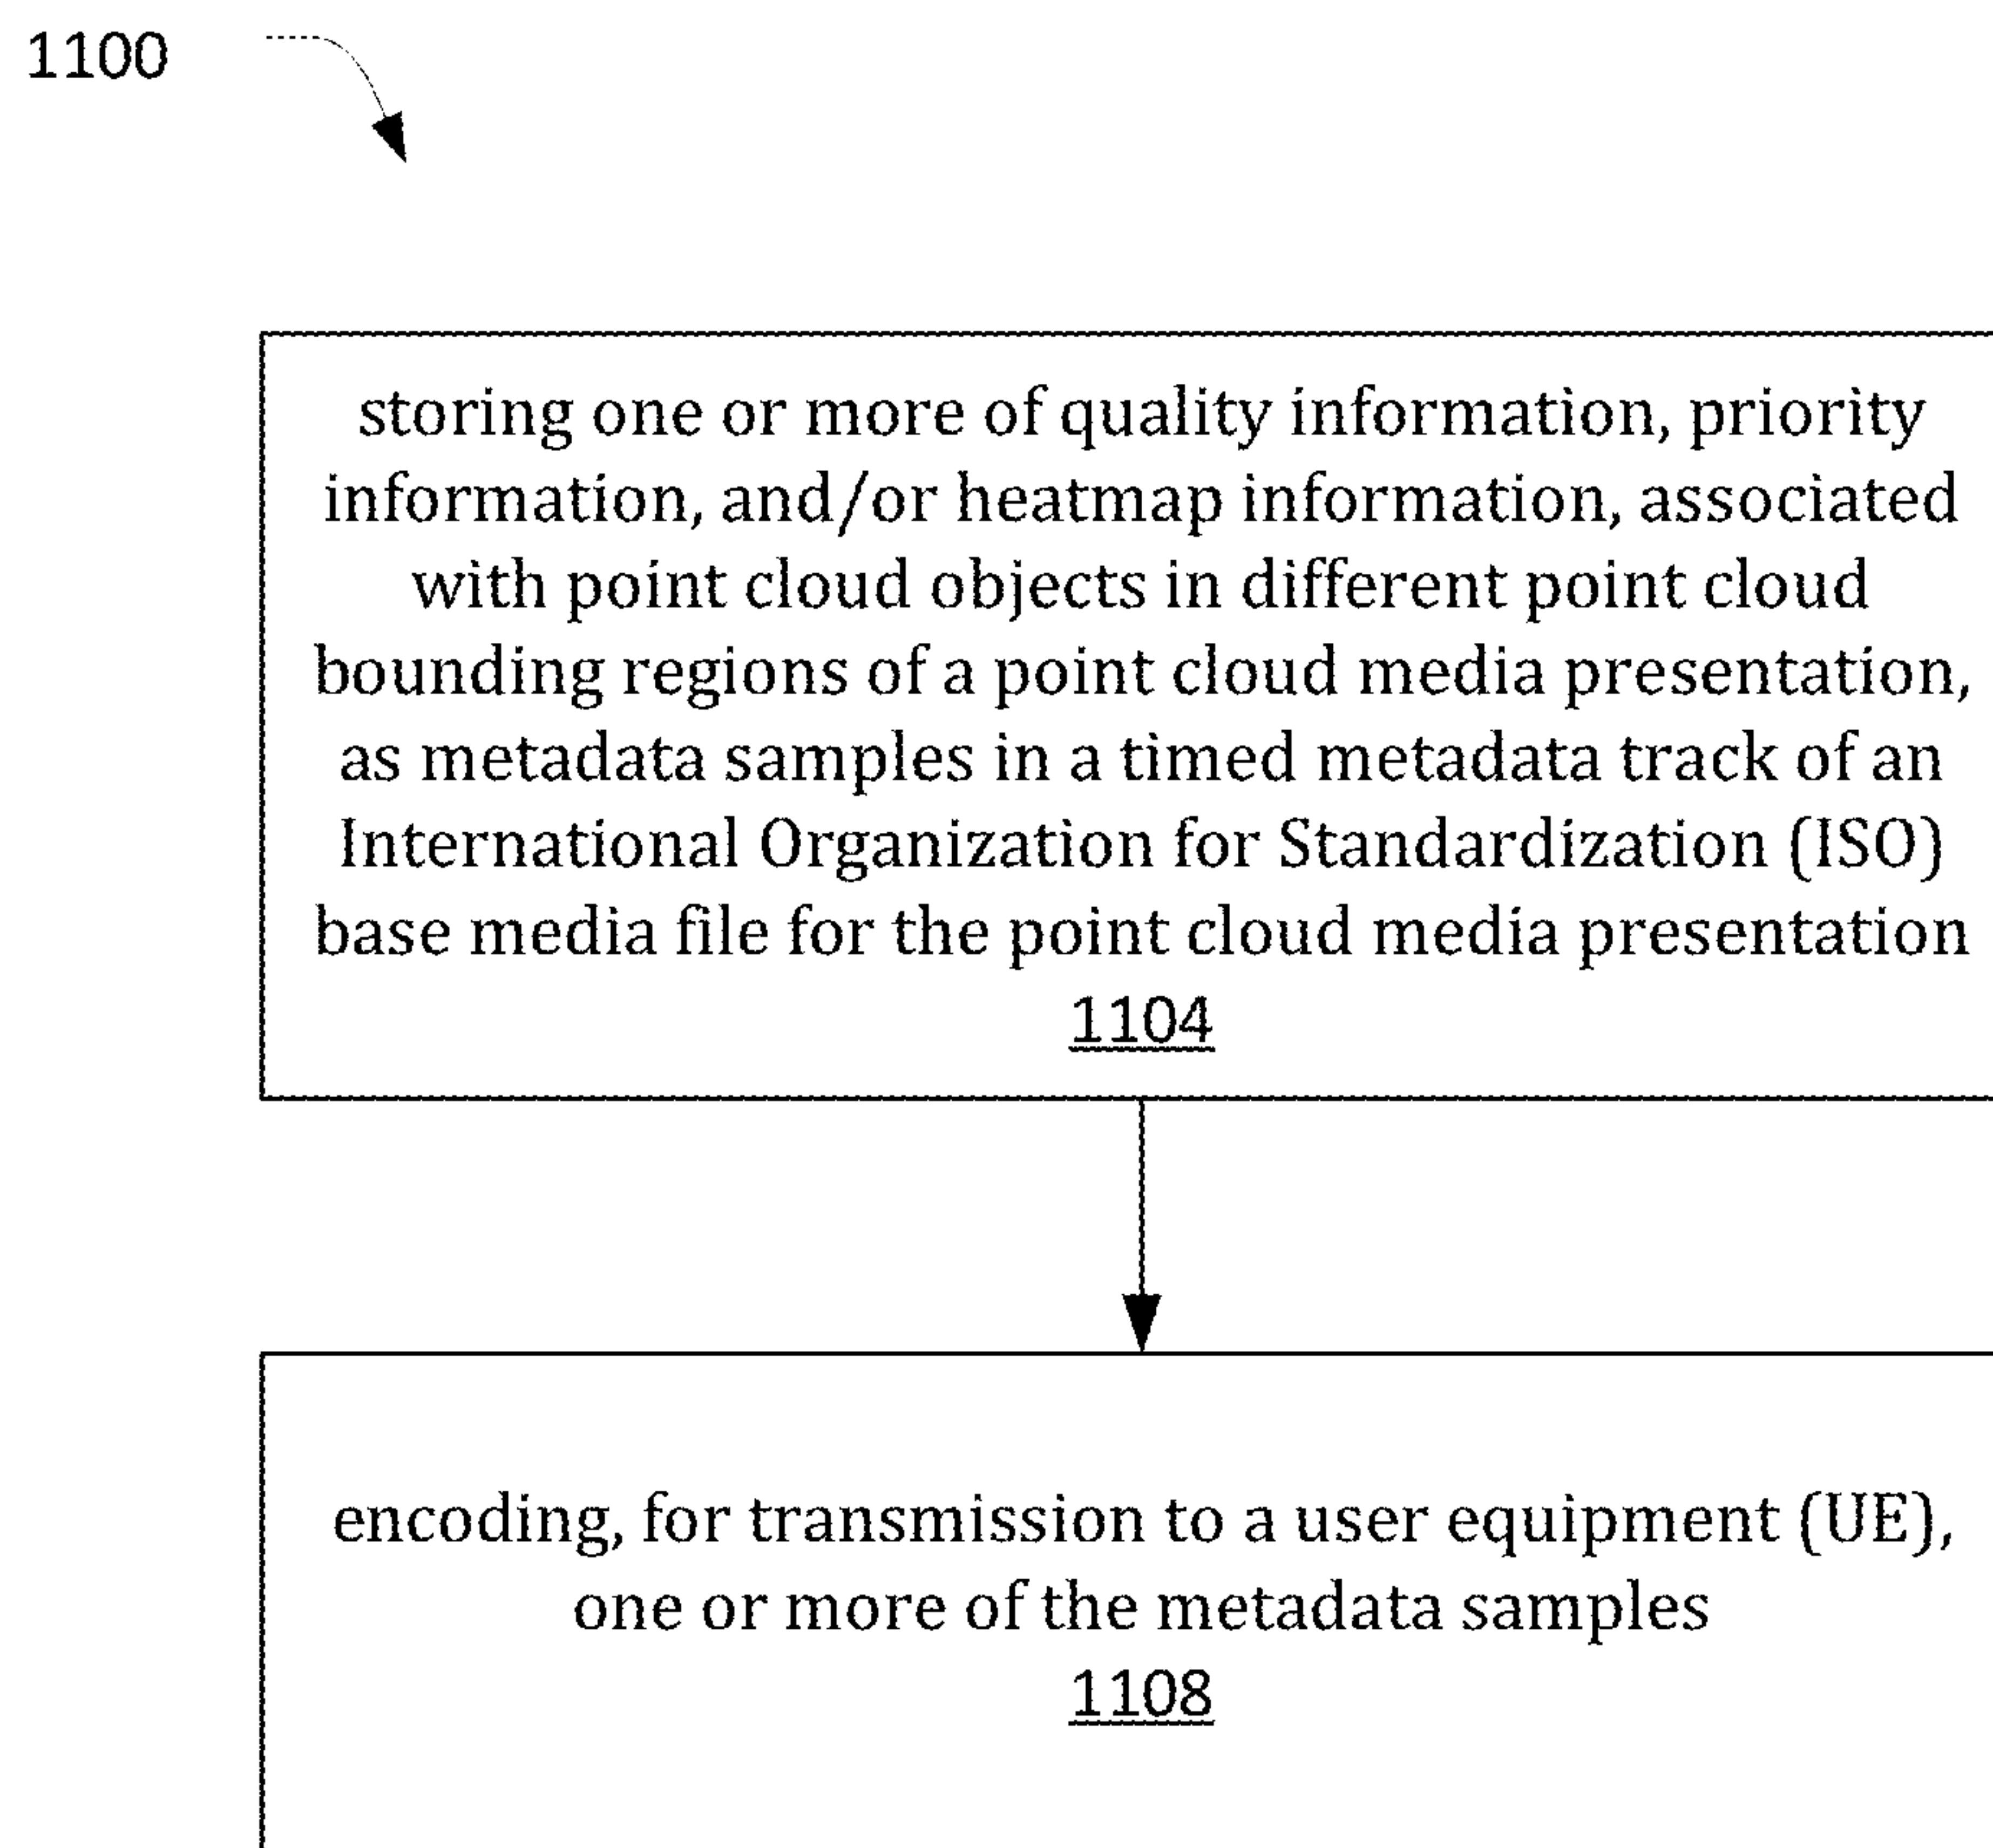 1100
storing one or more of quality information, priority
information, and/or heatmap information, associated
with point cloud objects in different point cloud
bounding regions of a point cloud media presentation,
as metadata samples in a timed metadata track of an
International Organization for Standardization (ISO)
base media file for the point cloud media presentation
1104
encoding, for transmission to a user equipment (UE),
one or more of the metadata samples
1108